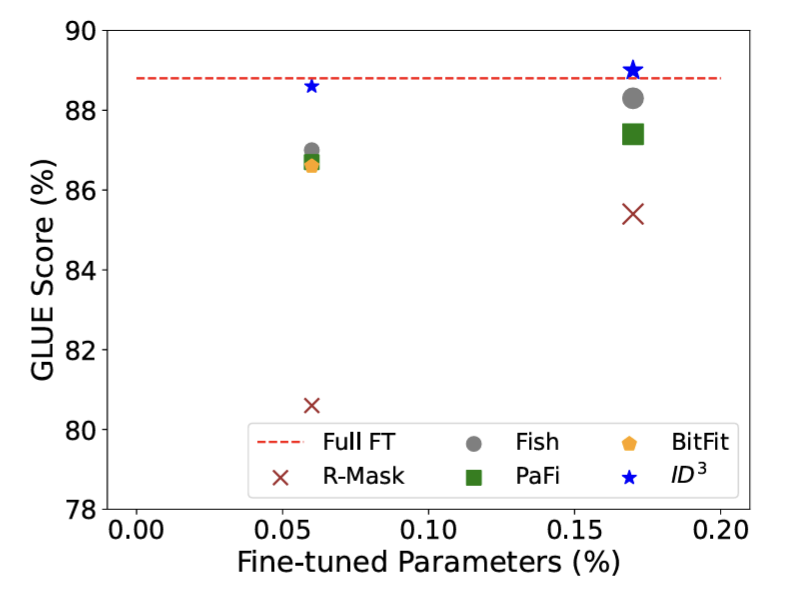 GLUE Score (%)
90
88
86
84
82
80
78
Full FT
R-Mask
Fish
PaFi
BitFit
ID³
0.00 0.05 0.10 0.15 0.20
Fine-tuned Parameters (%)